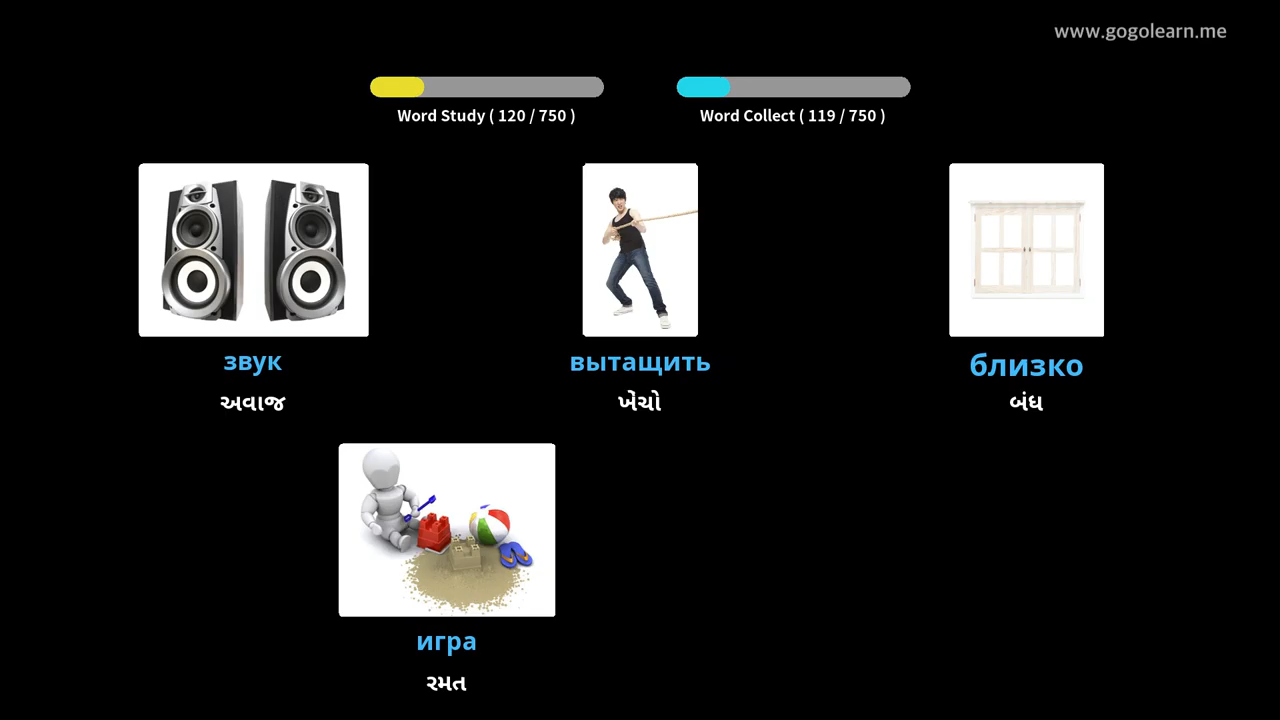 www.gogolearn.me
Word Study ( 120 / 750 )
Word Collect ( 119 / 750 )
звук
вытащить
близко
અવાજ
ખેચો
બંધ
игра
રમત